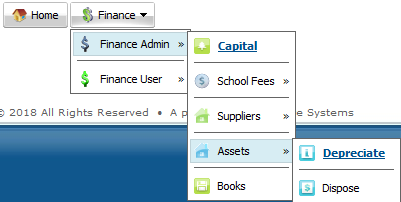 Home
Finance
Finance Admin »
Finance User »
Capital
School Fees »
Suppliers »
Assets »
Books
Depreciate
Dispose
© 2018 All Rights Reserved • A p
e Systems